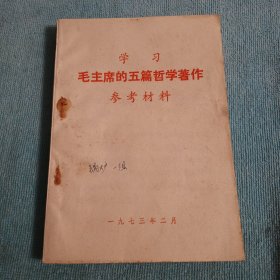 学习
毛主席的五篇哲学著作
参考材料
一九七三年二月